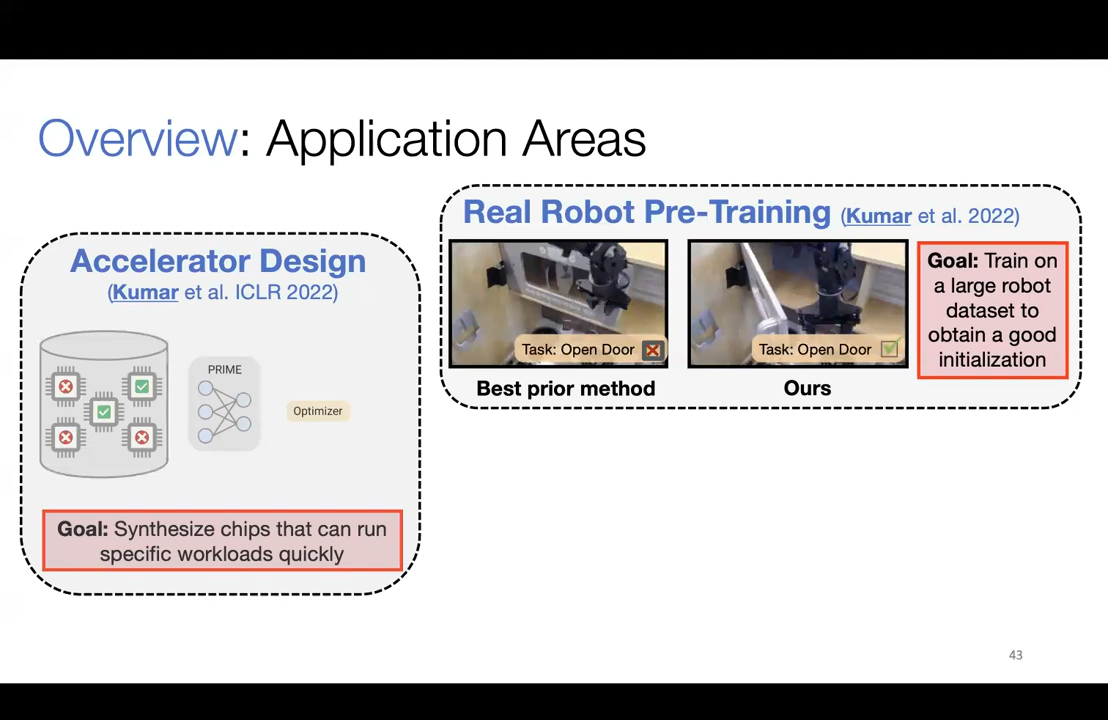 Overview: Application Areas
Accelerator Design
(Kumar et al. ICLR 2022)
PRIME
Optimizer
Goal: Synthesize chips that can run
specific workloads quickly
Real Robot Pre-Training (Kumar et al. 2022)
Task: Open Door
Best prior method
Task: Open Door
Ours
Goal: Train on
a large robot
dataset to
obtain a good
initialization
43